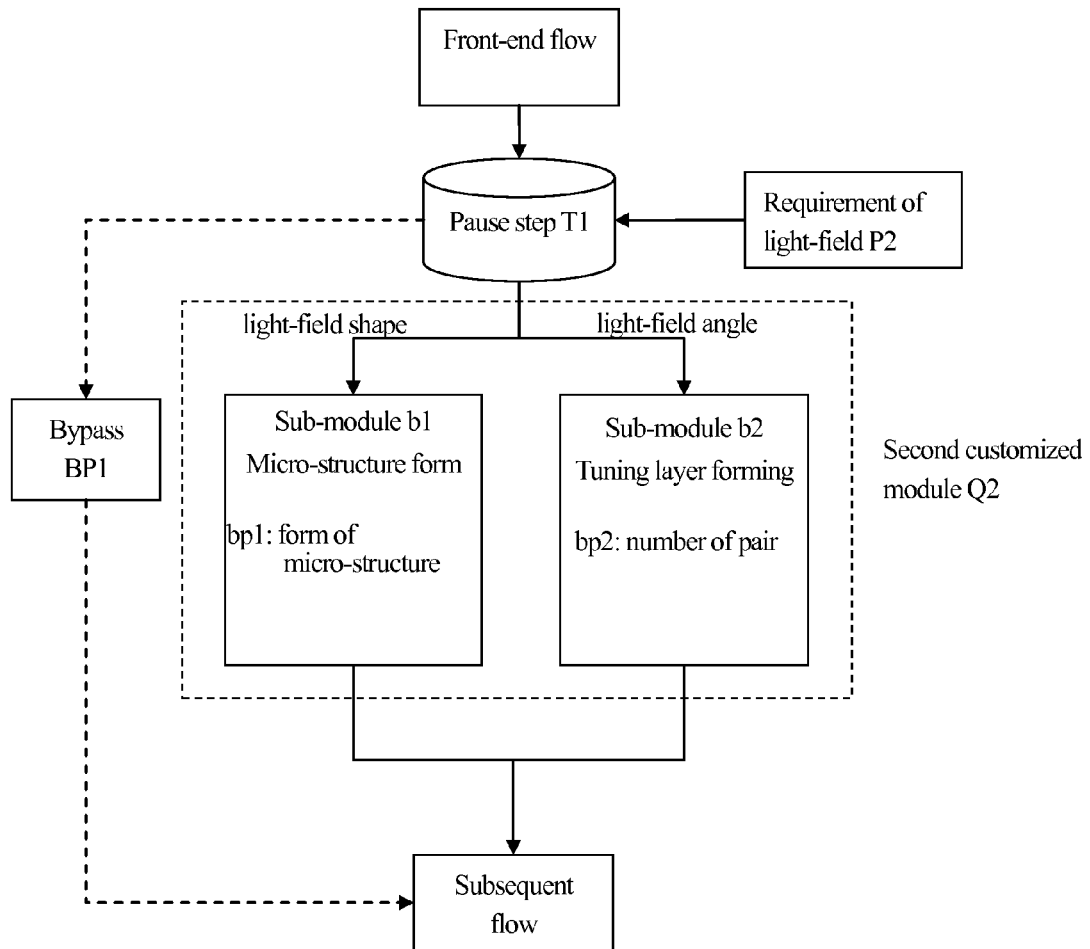 Front-end flow
Pause step T1
Requirement of
light-field P2
light-field shape
light-field angle
Bypass
BP1
Sub-module b1
Micro-structure form
bp1: form of
micro-structure
Sub-module b2
Tuning layer forming
bp2: number of pair
Second customized
module Q2
Subsequent
flow